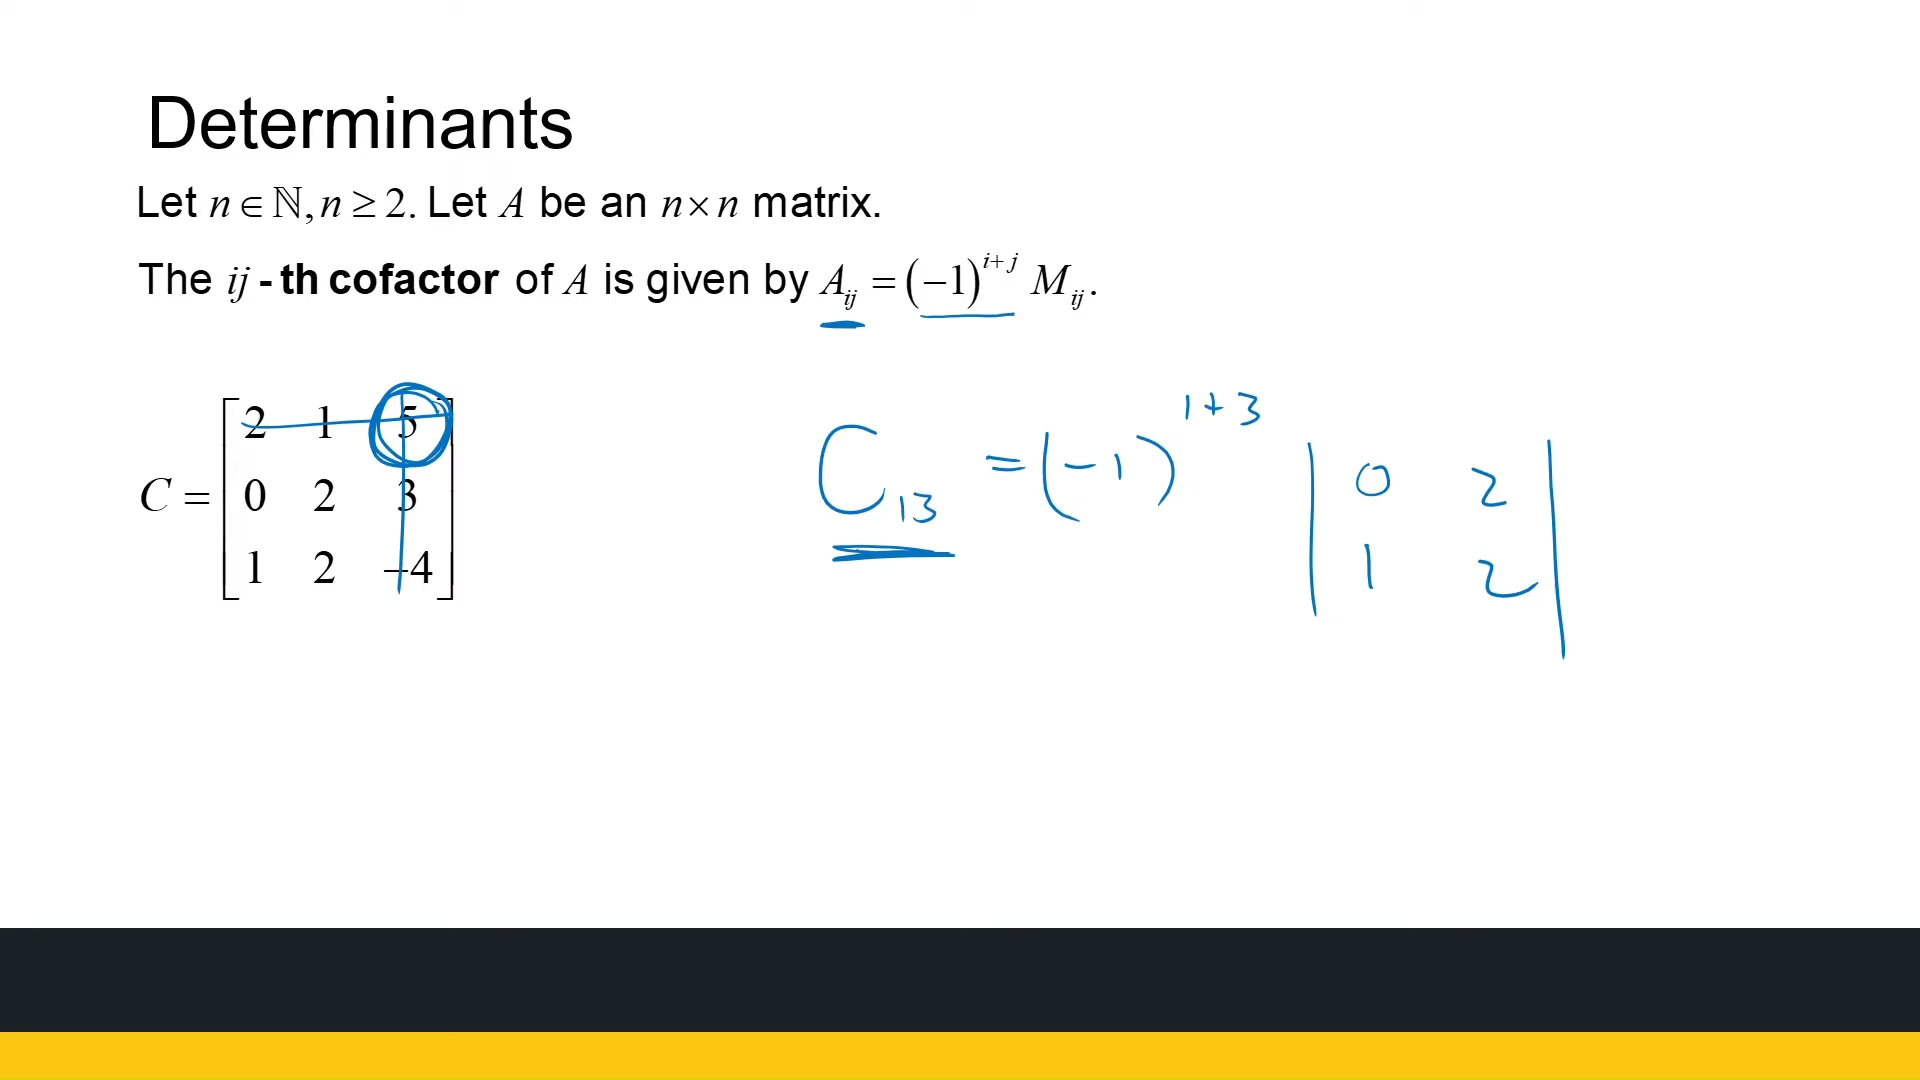 Determinants
Let n ∈ ℕ, n ≥ 2. Let A be an n × n matrix.
The ij - th cofactor of A is given by A_ij = (−1)^{i+j} M_ij.
C = [2 1 5
0 2 3
1 2 −4]
C_13 = (−1)^{1+3} |0 2
1 2|